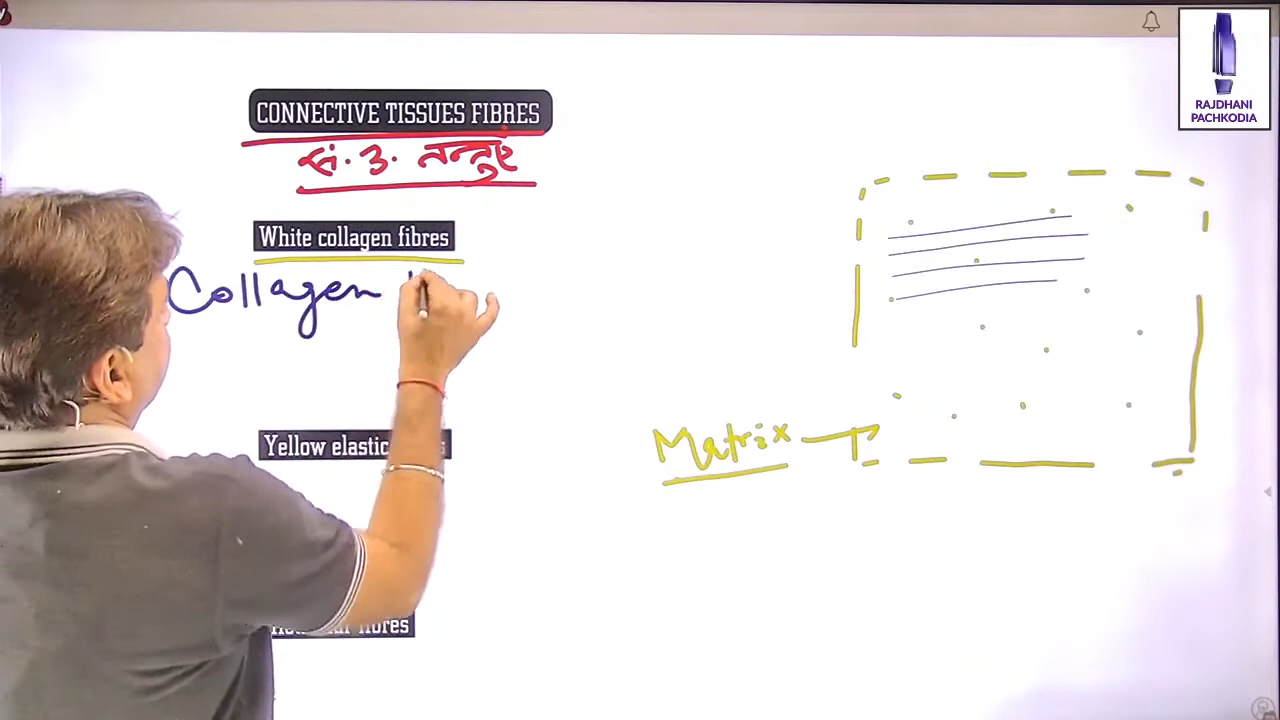 CONNECTIVE TISSUES FIBRES
सं. उ. तन्तुएं
White collagen fibres
Collagen
Yellow elastic
fibres
Matrix
RAJDHANI
PACHKODIA